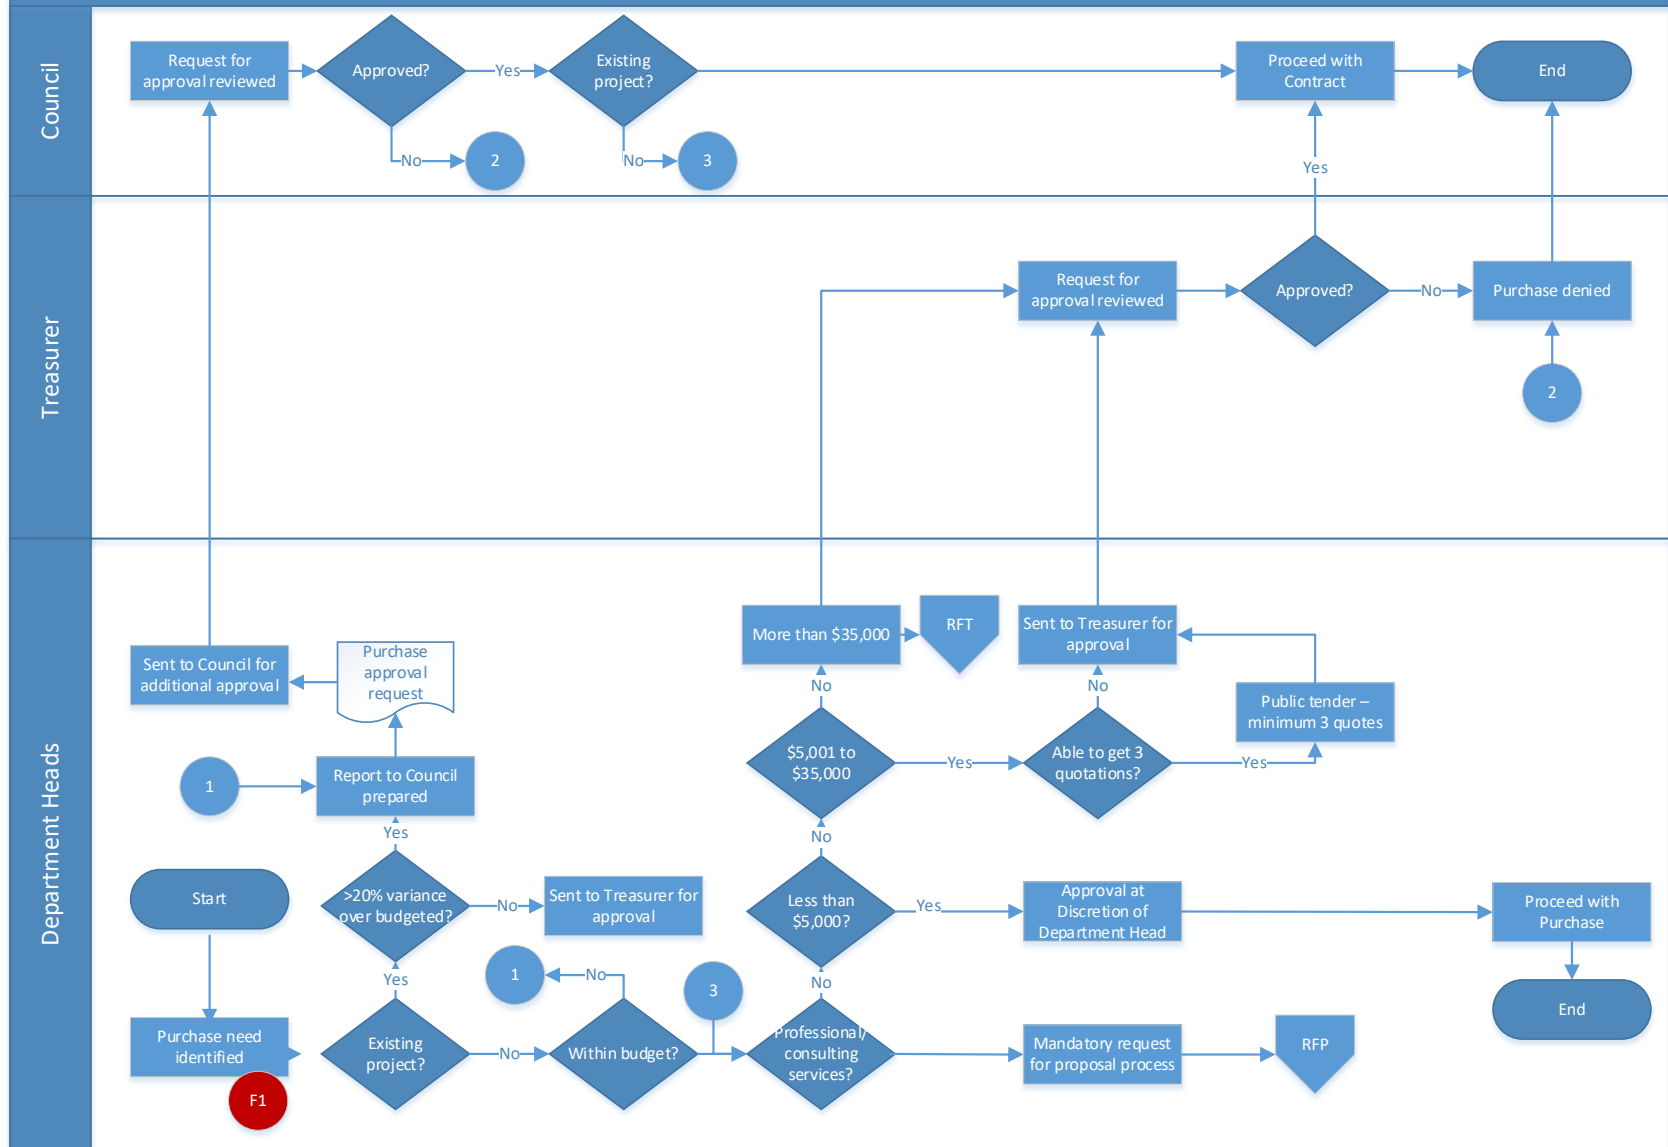 Council
Request for
approval reviewed
Approved?
Yes
Existing
project?
Proceed with
Contract
End
No
2
No
3
Yes
Treasurer
Request for
approval reviewed
Approved?
No
Purchase denied
2
Department Heads
More than $35,000
RFT
Sent to Treasurer for
approval
Sent to Council for
additional approval
Purchase
approval
request
No
No
Public tender –
minimum 3 quotes
$5,001 to
$35,000
Yes
Able to get 3
quotations?
Yes
1
Report to Council
prepared
Yes
No
Start
>20% variance
over budgeted?
No
Sent to Treasurer for
approval
Less than
$5,000?
Yes
Approval at
Discretion of
Department Head
Proceed with
Purchase
Yes
1
No
3
No
End
Purchase need
identified
F1
Existing
project?
No
Within budget?
Professional/
consulting
services?
Mandatory request
for proposal process
RFP